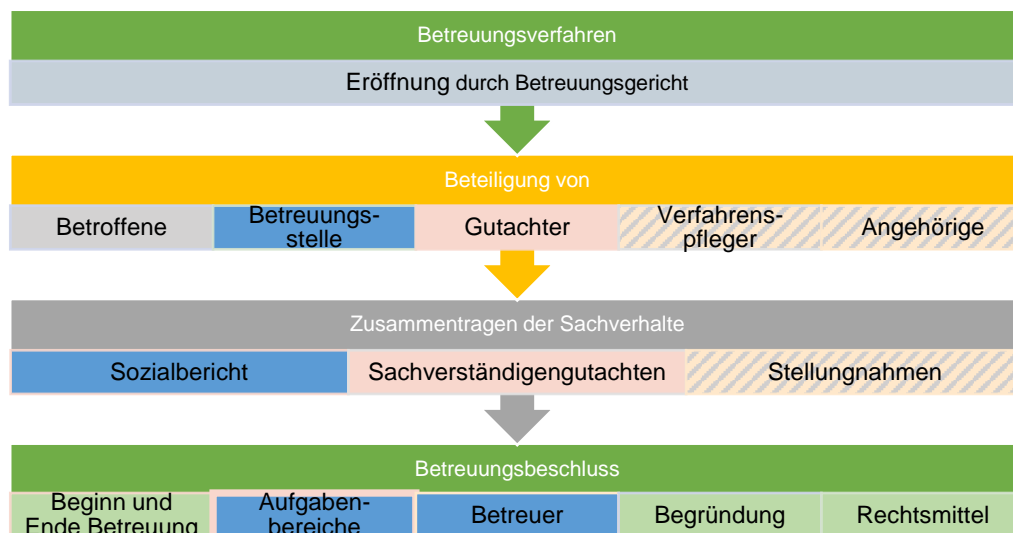 Betreuungsverfahren
Eröffnung durch Betreuungsgericht
Beteiligung von
Betroffene
Betreuungs-
stelle
Gutachter
Verfahrens-
pfleger
Angehörige
Zusammentragen der Sachverhalte
Sozialbericht
Sachverständigengutachten
Stellungnahmen
Betreuungsbeschluss
Beginn und
Ende Betreuung
Aufgaben-
bereiche
Betreuer
Begründung
Rechtsmittel